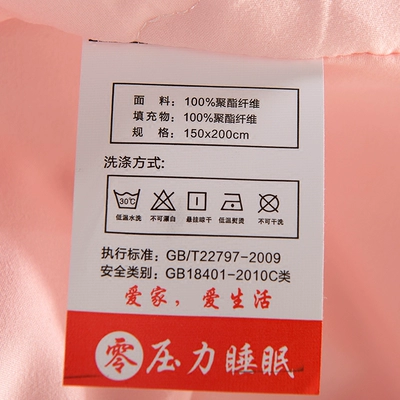 面 料：100%聚酯纤维
填充物：100%聚酯纤维
规 格：150x200cm
洗涤方式:
30℃
低温水洗 不可漂白 悬挂晾干 低温熨烫 不可干洗
执行标准: GB/T22797-2009
安全类别: GB18401-2010C类
爱家，爱生活
零压力睡眠